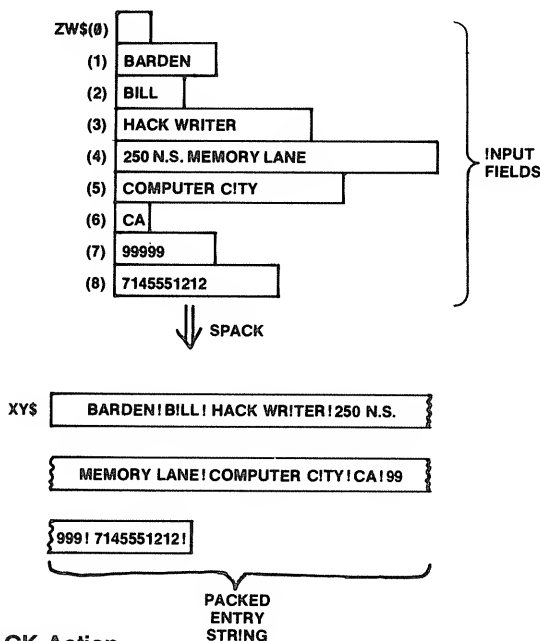 ZW$(0)
(1) BARDEN
(2) BILL
(3) HACK WRITER
(4) 250 N.S. MEMORY LANE
(5) COMPUTER CITY
(6) CA
(7) 99999
(8) 7145551212
INPUT
FIELDS
SPACK
XY$ BARDEN!BILL! HACK WRITER!250 N.S.
MEMORY LANE!COMPUTER CITY!CA!99
999! 7145551212!
PACKED
ENTRY
STRING